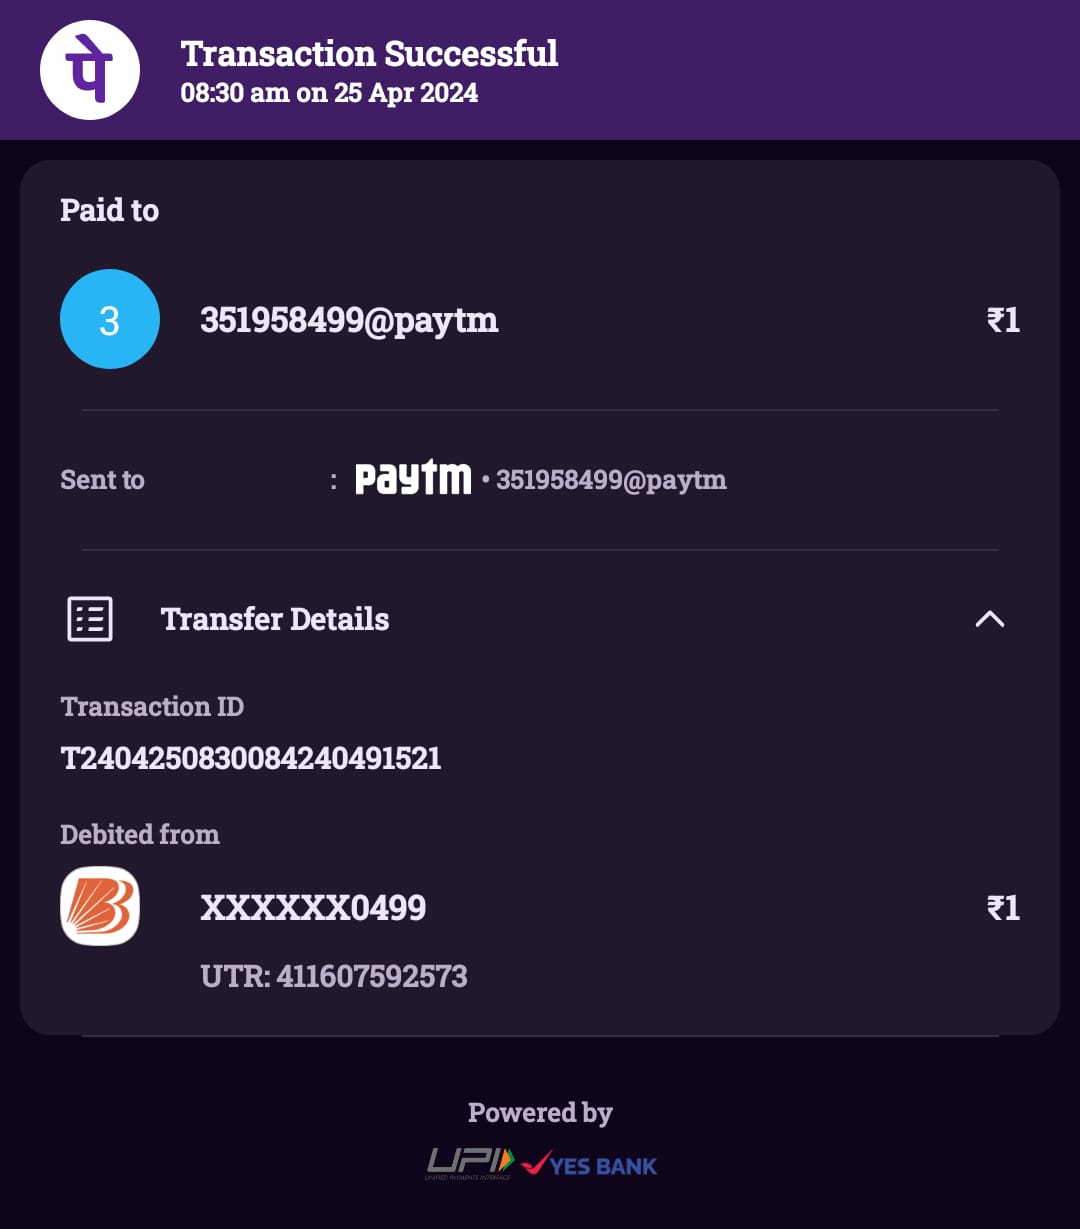 पे
Transaction Successful
08:30 am on 25 Apr 2024
Paid to
3
351958499@paytm
₹1
Sent to : paytm • 351958499@paytm
Transfer Details
Transaction ID
T2404250830084240491521
Debited from
XXXXXX0499
₹1
UTR: 411607592573
Powered by
UPI YES BANK
UNIFIED PAYMENTS INTERFACE